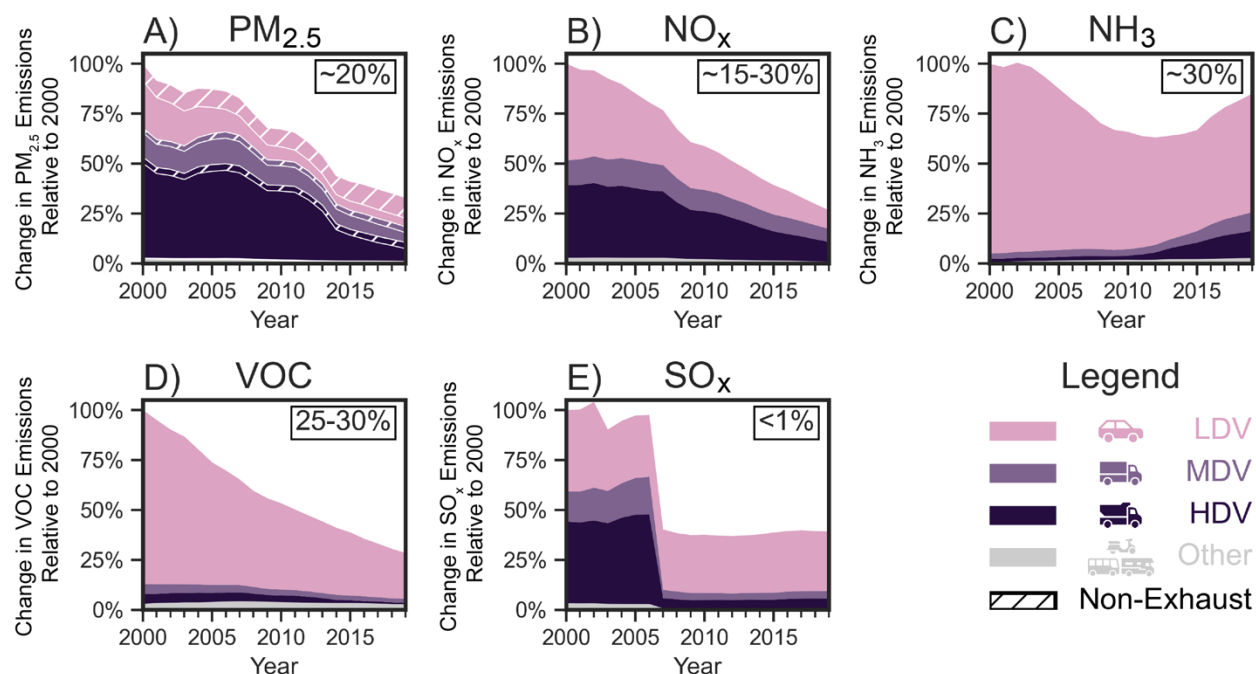 A) PM2.5
Change in PM2.5 Emissions
Relative to 2000
100%
75%
50%
25%
0%
~20%
2000 2005 2010 2015
Year
B) NOx
Change in NOx Emissions
Relative to 2000
100%
75%
50%
25%
0%
~15-30%
2000 2005 2010 2015
Year
C) NH3
Change in NH3 Emissions
Relative to 2000
100%
75%
50%
25%
0%
~30%
2000 2005 2010 2015
Year
D) VOC
Change in VOC Emissions
Relative to 2000
100%
75%
50%
25%
0%
25-30%
2000 2005 2010 2015
Year
E) SOx
Change in SOx Emissions
Relative to 2000
100%
75%
50%
25%
0%
<1%
2000 2005 2010 2015
Year
Legend
LDV
MDV
HDV
Other
Non-Exhaust